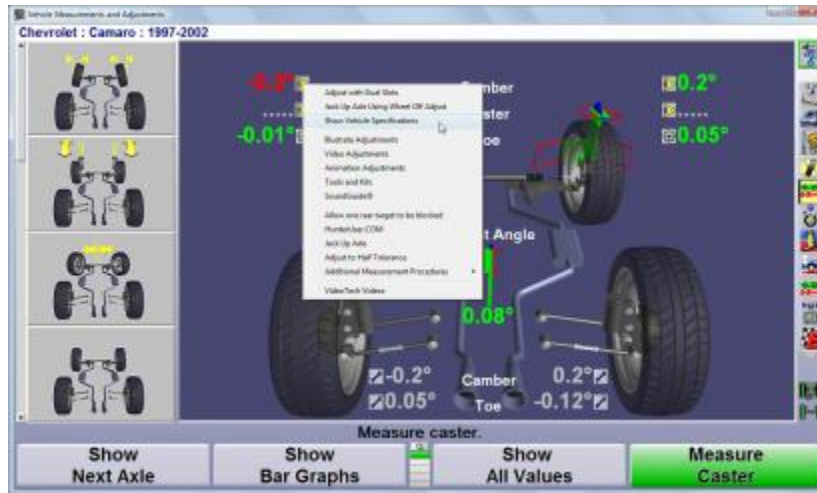 Vehicle Measurements and Adjustments
Chevrolet : Camaro : 1997-2002
Adjust with Dual Slots
Jack Up Axle Using Wheel Off Adjust
Show Vehicle Specifications
Illustrate Adjustments
Video Adjustments
Animation Adjustments
Tools and Kits
SoundGuide®
Allow one rear target to be blocked
HunterUser.COM
Jack Up Axle
Adjust to Half Tolerance
Additional Measurement Procedures
VideoTech Videos
mber
0.2°
.....
ster
.....
-0.01°
oe
0.05°
t Angle
0.08°
-0.2°
Camber
0.2°
0.05°
Toe
-0.12°
Measure caster.
Show
Next Axle
Show
Bar Graphs
Show
All Values
Measure
Caster